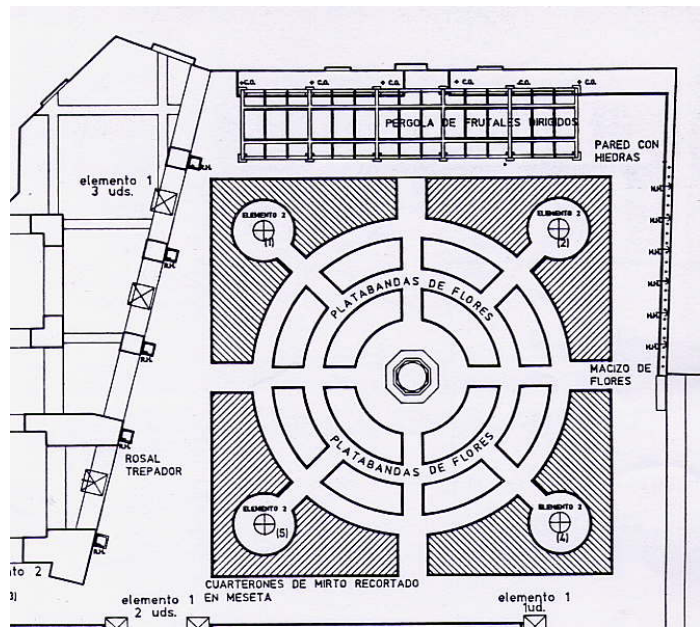 C.O. C.O. C.O. C.O. C.O. C.O.
PERGOLA DE FRUTALES DIRIGIDOS
PARED CON
HIEDRAS
elemento 1
3 uds.
ELEMENTO 2
(1)
ELEMENTO 2
(2)
PLATABANDAS DE FLORES
MACIZO DE
FLORES
PLATABANDAS DE FLORES
ROSAL
TREPADOR
ELEMENTO 2
(5)
ELEMENTO 2
(4)
CUARTERONES DE MIRTO RECORTADO
EN MESETA
elemento 1
2 uds.
elemento 1
1ud.
2